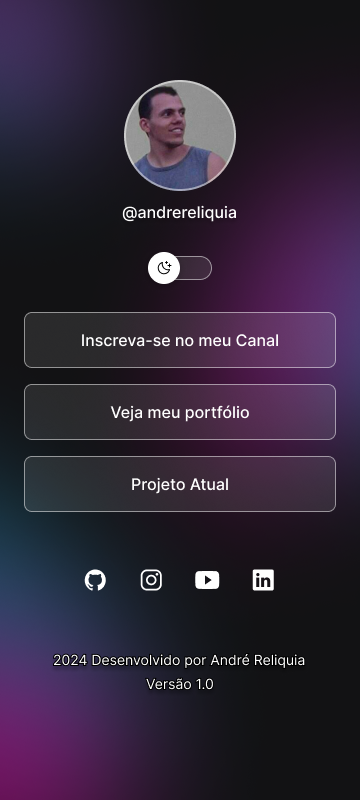 @andrereliquia
Inscreva-se no meu Canal
Veja meu portfólio
Projeto Atual
2024 Desenvolvido por André Reliquia
Versão 1.0